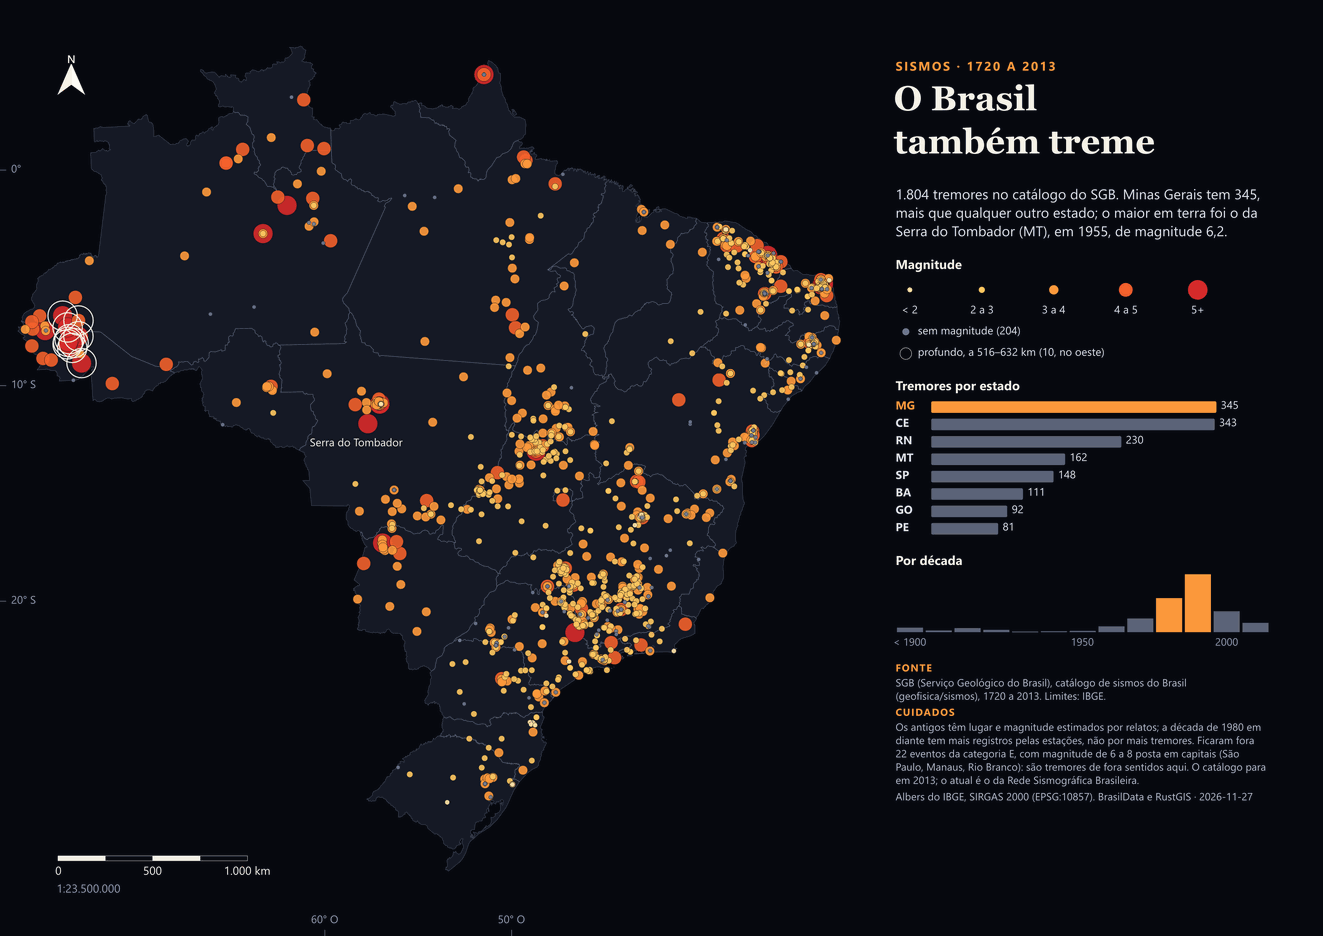 N
0°
10° S
20° S
60° O
50° O
Serra do Tombador
0 500 1.000 km
1:23.500.000
SISMOS · 1720 A 2013
O Brasil
também treme
1.804 tremores no catálogo do SGB. Minas Gerais tem 345,
mais que qualquer outro estado; o maior em terra foi o da
Serra do Tombador (MT), em 1955, de magnitude 6,2.
Magnitude
< 2 2 a 3 3 a 4 4 a 5 5+
sem magnitude (204)
profundo, a 516–632 km (10, no oeste)
Tremores por estado
MG 345
CE 343
RN 230
MT 162
SP 148
BA 111
GO 92
PE 81
Por década
< 1900 1950 2000
FONTE
SGB (Serviço Geológico do Brasil), catálogo de sismos do Brasil
(geofisica/sismos), 1720 a 2013. Limites: IBGE.
CUIDADOS
Os antigos têm lugar e magnitude estimados por relatos; a década de 1980 em
diante tem mais registros pelas estações, não por mais tremores. Ficaram fora
22 eventos da categoria E, com magnitude de 6 a 8 posta em capitais (São
Paulo, Manaus, Rio Branco): são tremores de fora sentidos aqui. O catálogo para
em 2013; o atual é o da Rede Sismográfica Brasileira.
Albers do IBGE, SIRGAS 2000 (EPSG:10857). BrasilData e RustGIS · 2026-11-27